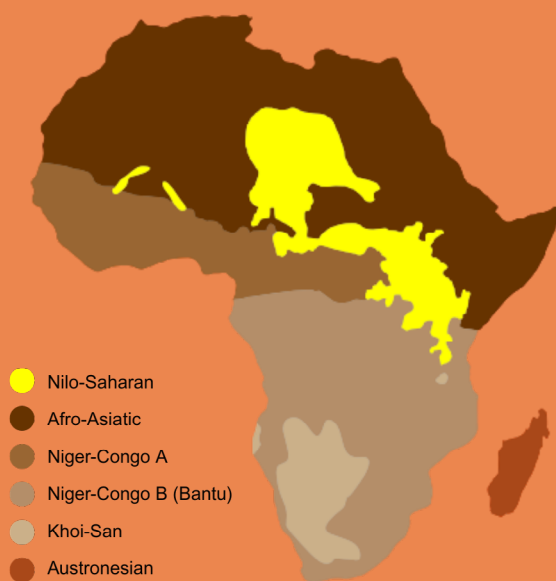 Nilo-Saharan
Afro-Asiatic
Niger-Congo A
Niger-Congo B (Bantu)
Khoi-San
Austronesian